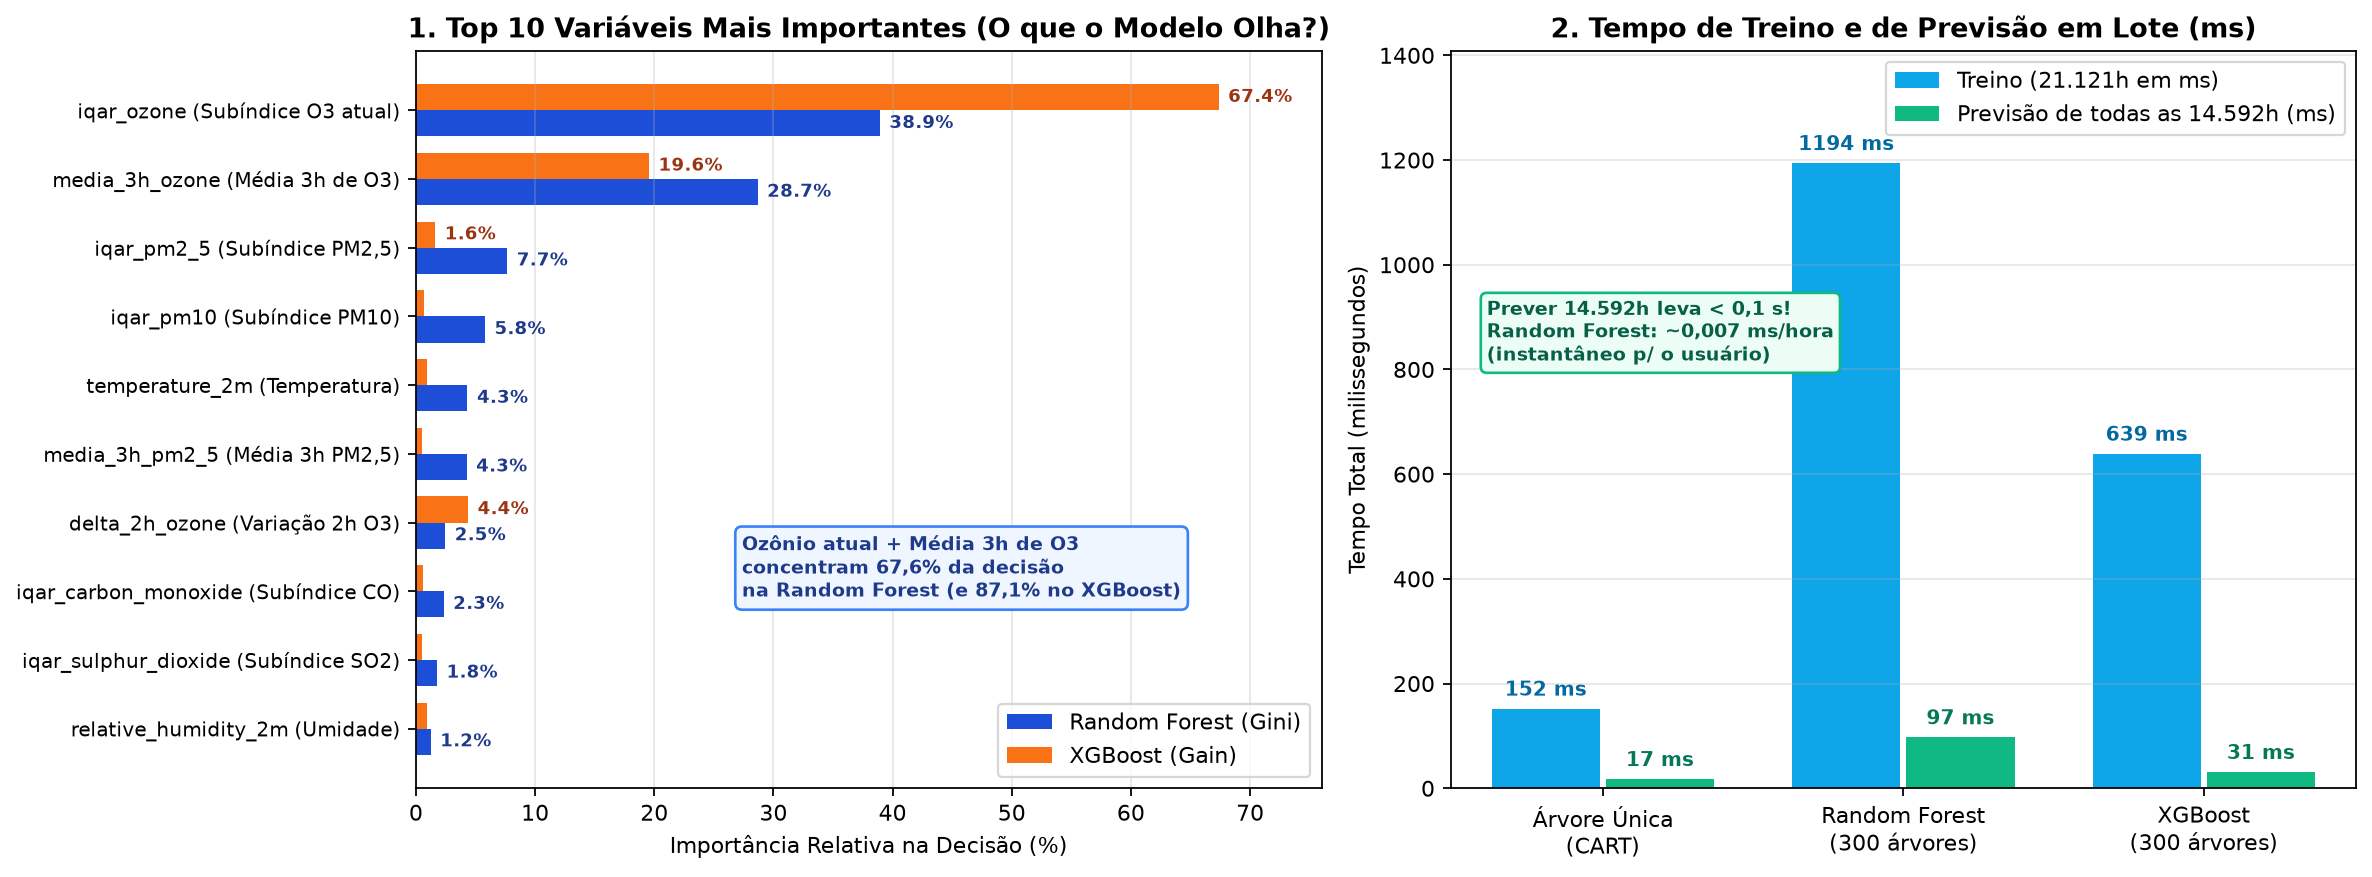 1. Top 10 Variáveis Mais Importantes (O que o Modelo Olha?)
iqar_ozone (Subíndice O3 atual)
67.4%
38.9%
media_3h_ozone (Média 3h de O3)
19.6%
28.7%
iqar_pm2_5 (Subíndice PM2,5)
1.6%
7.7%
iqar_pm10 (Subíndice PM10)
5.8%
temperature_2m (Temperatura)
4.3%
media_3h_pm2_5 (Média 3h PM2,5)
4.3%
delta_2h_ozone (Variação 2h O3)
4.4%
2.5%
iqar_carbon_monoxide (Subíndice CO)
2.3%
iqar_sulphur_dioxide (Subíndice SO2)
1.8%
relative_humidity_2m (Umidade)
1.2%
Ozônio atual + Média 3h de O3
concentram 67,6% da decisão
na Random Forest (e 87,1% no XGBoost)
Random Forest (Gini)
XGBoost (Gain)
0 10 20 30 40 50 60 70
Importância Relativa na Decisão (%)
2. Tempo de Treino e de Previsão em Lote (ms)
Treino (21.121h em ms)
Previsão de todas as 14.592h (ms)
Tempo Total (milissegundos)
1400
1200
1000
800
600
400
200
0
Prever 14.592h leva < 0,1 s!
Random Forest: ~0,007 ms/hora
(instantâneo p/ o usuário)
152 ms
17 ms
1194 ms
97 ms
639 ms
31 ms
Árvore Única
(CART)
Random Forest
(300 árvores)
XGBoost
(300 árvores)